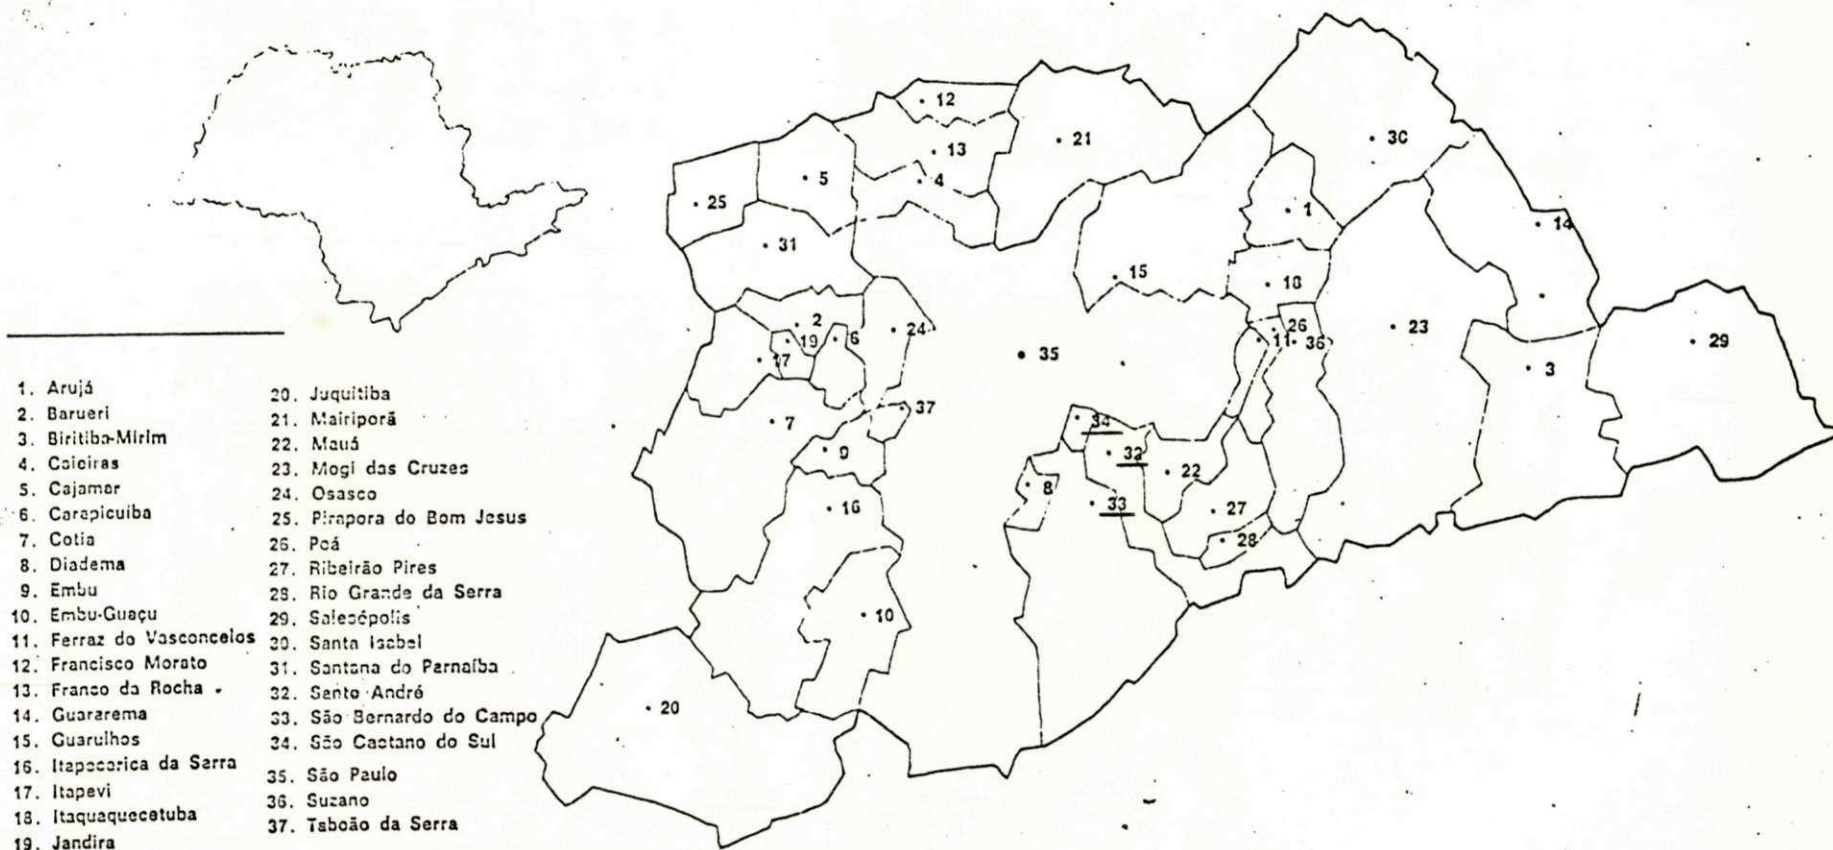 12
13
21
30
5
4
25
1
14
31
15
18
2
24
26
23
29
19
6
11
36
17
35
3
37
34
7
9
32
22
8
33
27
16
28
10
20
1. Arujá
2. Barueri
3. Biritiba-Mirim
4. Caieiras
5. Cajamar
6. Carapicuiba
7. Cotia
8. Diadema
9. Embu
10. Embu-Guaçu
11. Ferraz do Vasconcelos
12. Francisco Morato
13. Franco da Rocha
14. Guararema
15. Guarulhos
16. Itapecerica da Serra
17. Itapevi
18. Itaquaquecetuba
19. Jandira
20. Juquitiba
21. Mairiporã
22. Mauá
23. Mogi das Cruzes
24. Osasco
25. Pirapora do Bom Jesus
26. Poá
27. Ribeirão Pires
28. Rio Grande da Serra
29. Salesópolis
30. Santa Isabel
31. Santana do Parnaíba
32. Santo André
33. São Bernardo do Campo
34. São Caetano do Sul
35. São Paulo
36. Suzano
37. Taboão da Serra